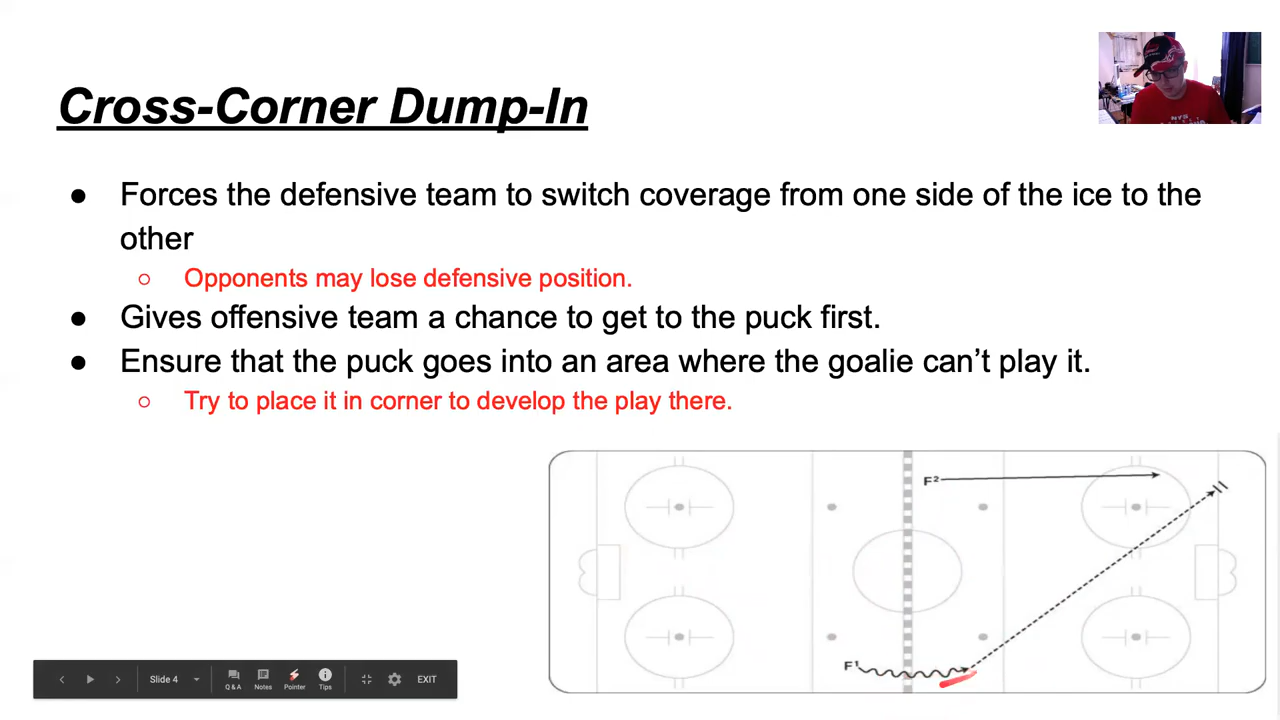 Cross-Corner Dump-In
● Forces the defensive team to switch coverage from one side of the ice to the
other
○ Opponents may lose defensive position.
● Gives offensive team a chance to get to the puck first.
● Ensure that the puck goes into an area where the goalie can’t play it.
○ Try to place it in corner to develop the play there.
F²
F¹
Slide 4
Q & A
Notes
Pointer
Tips
EXIT